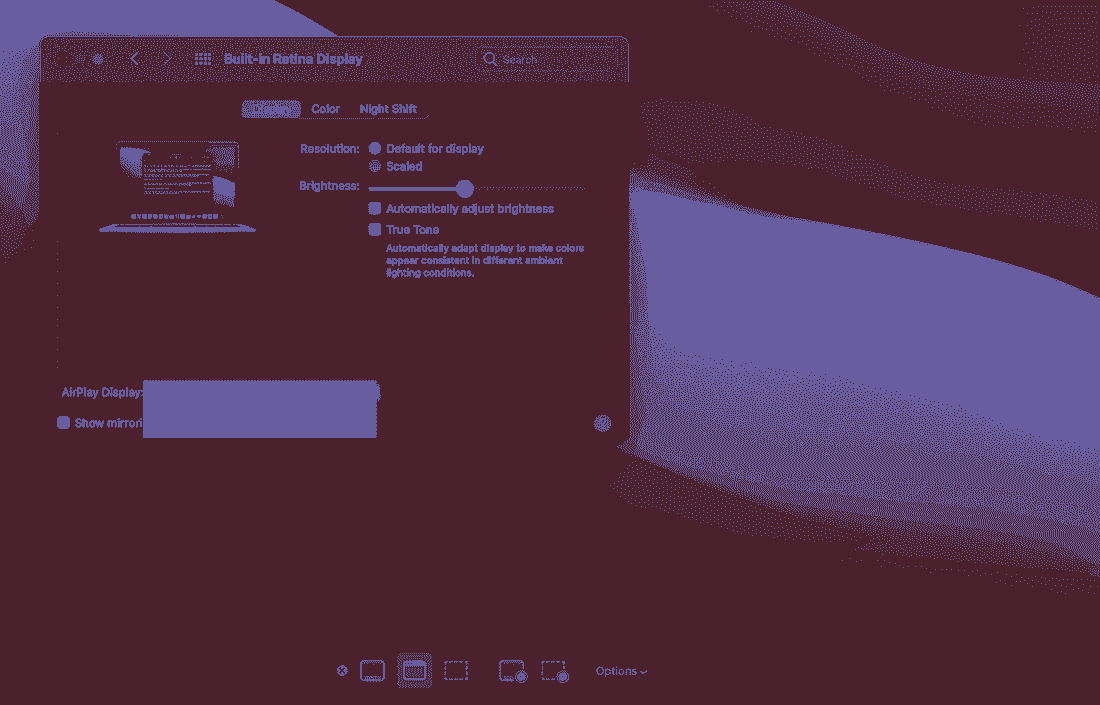 Built-in Retina Display
Search
Display Color Night Shift
Resolution: Default for display
Scaled
Brightness:
Automatically adjust brightness
True Tone
Automatically adapt display to make colors
appear consistent in different ambient
lighting conditions.
AirPlay Display:
Show mirrori
?
Options